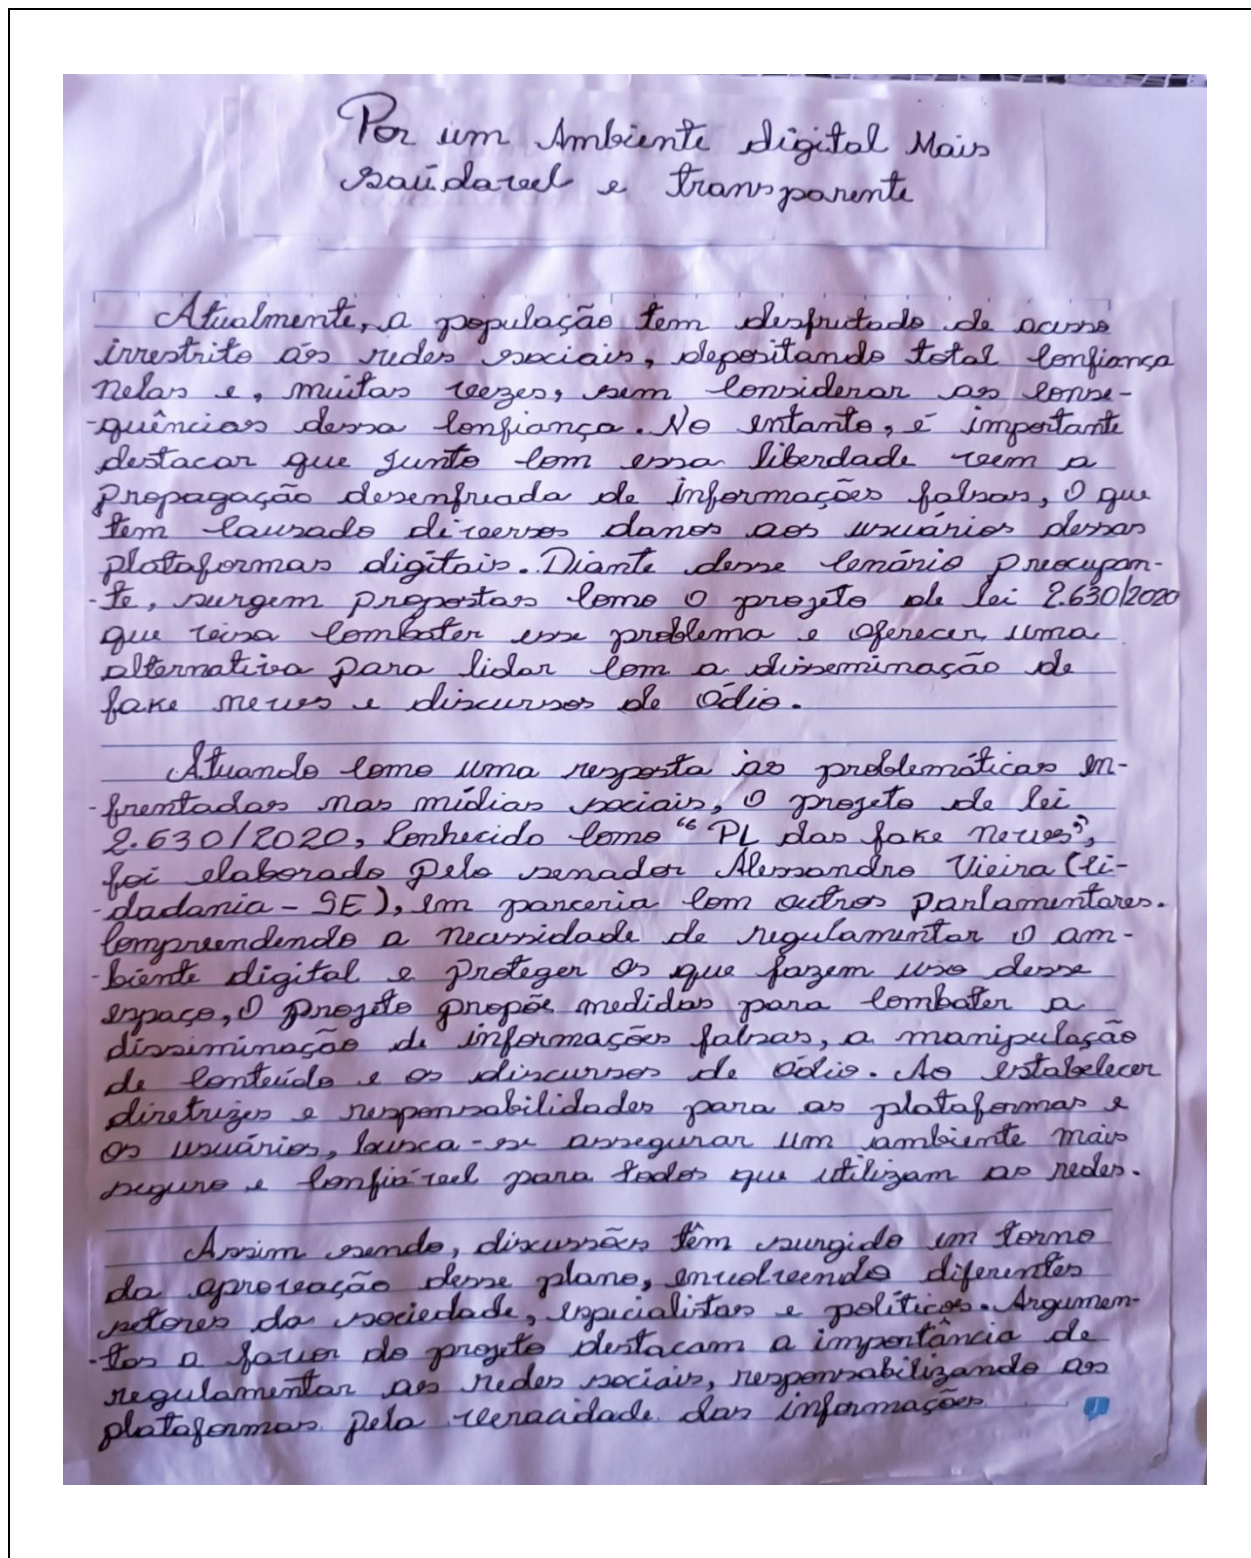 Por um Ambiente digital Mais
saúdavel e transparente
Atualmente, a população tem desfrutado de acesso
irrestrito ás redes sociais, depositando total confiança
nelas e, muitas vezes, sem considerar as conse-
-quências dessa confiança. No entanto, é importante
destacar que junto com essa liberdade vem a
propagação desenfreada de informações falsas, o que
tem causado diversos danos aos usuários dessas
plataformas digitais. Diante desse cenário preocupan-
-te, surgem propostas como o projeto de lei 2.630/2020
que visa combater esse problema e oferecer uma
alternativa para lidar com a disseminação de
fake news e discursos de ódio.
Atuando como uma resposta às problemáticas en-
-frentadas nas mídias sociais, o projeto de lei
2.630/2020, conhecido como "PL das fake news",
foi elaborado pelo senador Alessandro Vieira (ci-
-dadania - SE), em parceria com outros parlamentares.
Compreendendo a necessidade de regulamentar o am-
-biente digital e proteger os que fazem uso desse
espaço, o projeto propõe medidas para combater a
disseminação de informações falsas, a manipulação
de conteúdo e os discursos de ódio. Ao estabelecer
diretrizes e responsabilidades para as plataformas e
os usuários, busca-se assegurar um ambiente mais
seguro e confiável para todos que utilizam as redes.
Assim sendo, discussões têm surgido em torno
da aprovação desse plano, envolvendo diferentes
setores da sociedade, especialistas e políticos. Argumen-
-tos a favor do projeto destacam a importância de
regulamentar as redes sociais, responsabilizando as
plataformas pela veracidade das informações